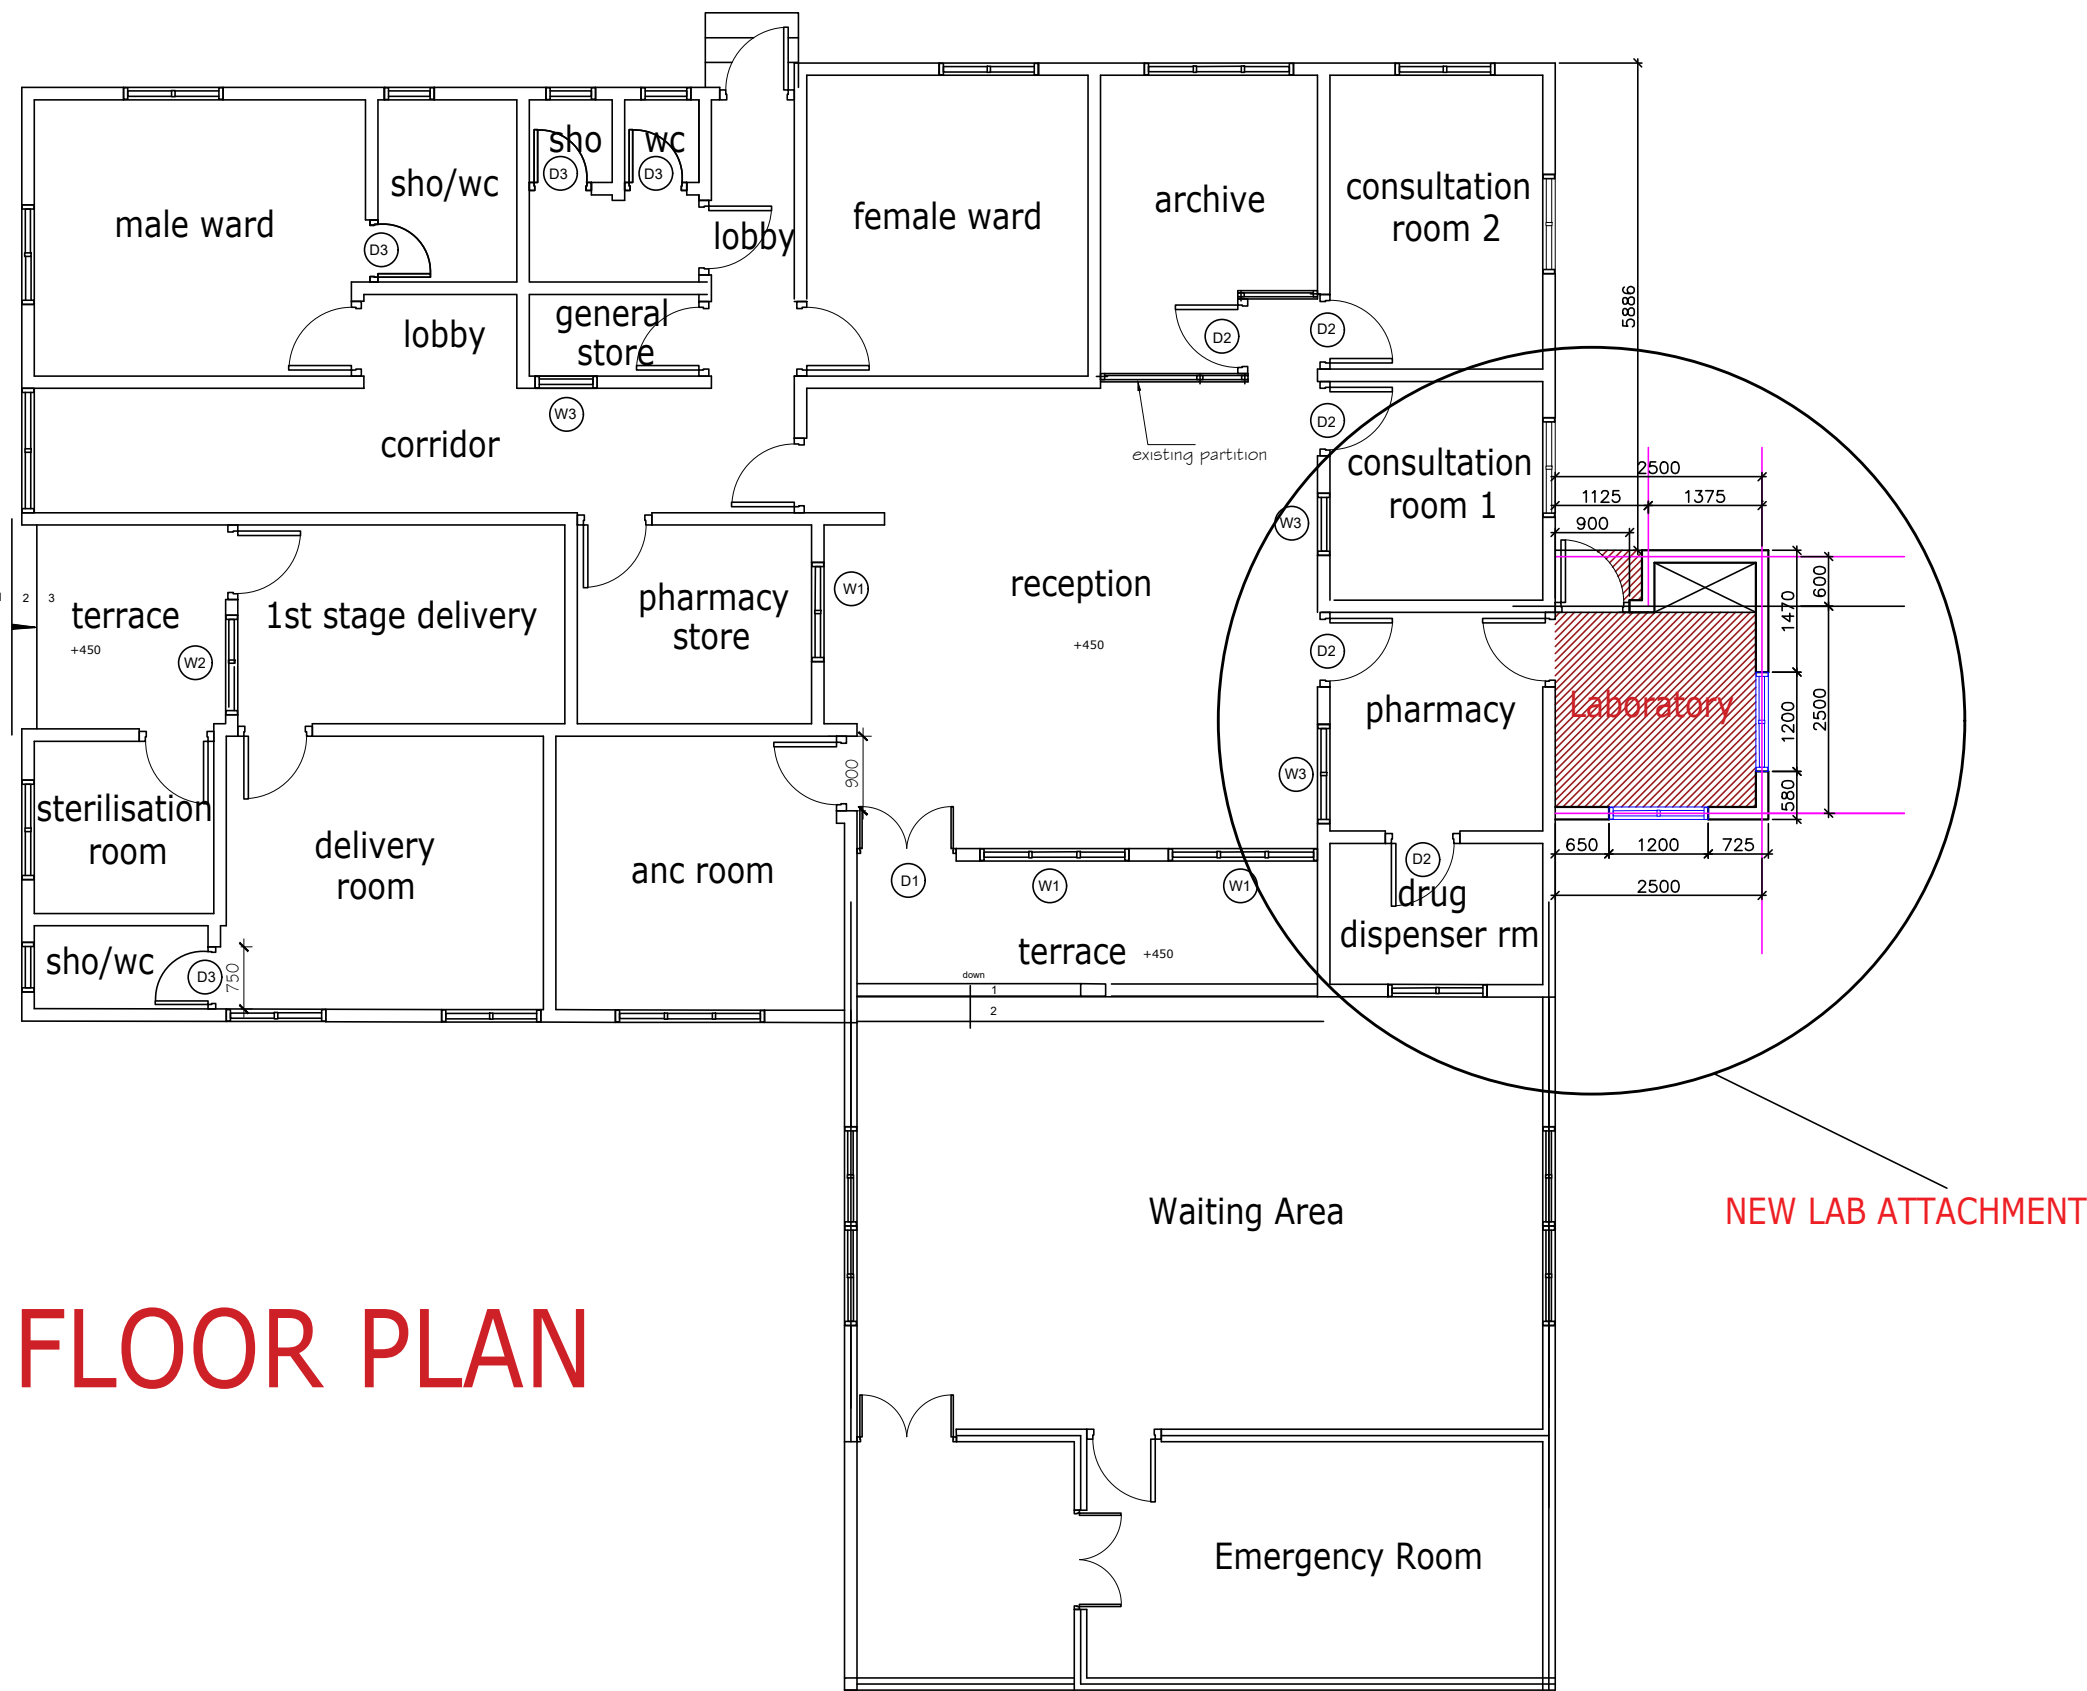 sho
wc
D3
D3
sho/wc
male ward
D3
lobby
female ward
archive
consultation
room 2
5886
lobby
general
store
D2
D2
W3
D2
corridor
existing partition
consultation
room 1
W3
2500
1125
1375
900
600
1470
2 3
terrace
+450
W2
1st stage delivery
pharmacy
store
W1
reception
+450
D2
pharmacy
Laboratory
1200
2500
580
W3
900
sterilisation
room
delivery
room
anc room
650
1200
725
2500
D1
W1
W1
D2
drug
dispenser rm
sho/wc
D3
750
terrace
+450
down
1
2
Waiting Area
NEW LAB ATTACHMENT
FLOOR PLAN
Emergency Room